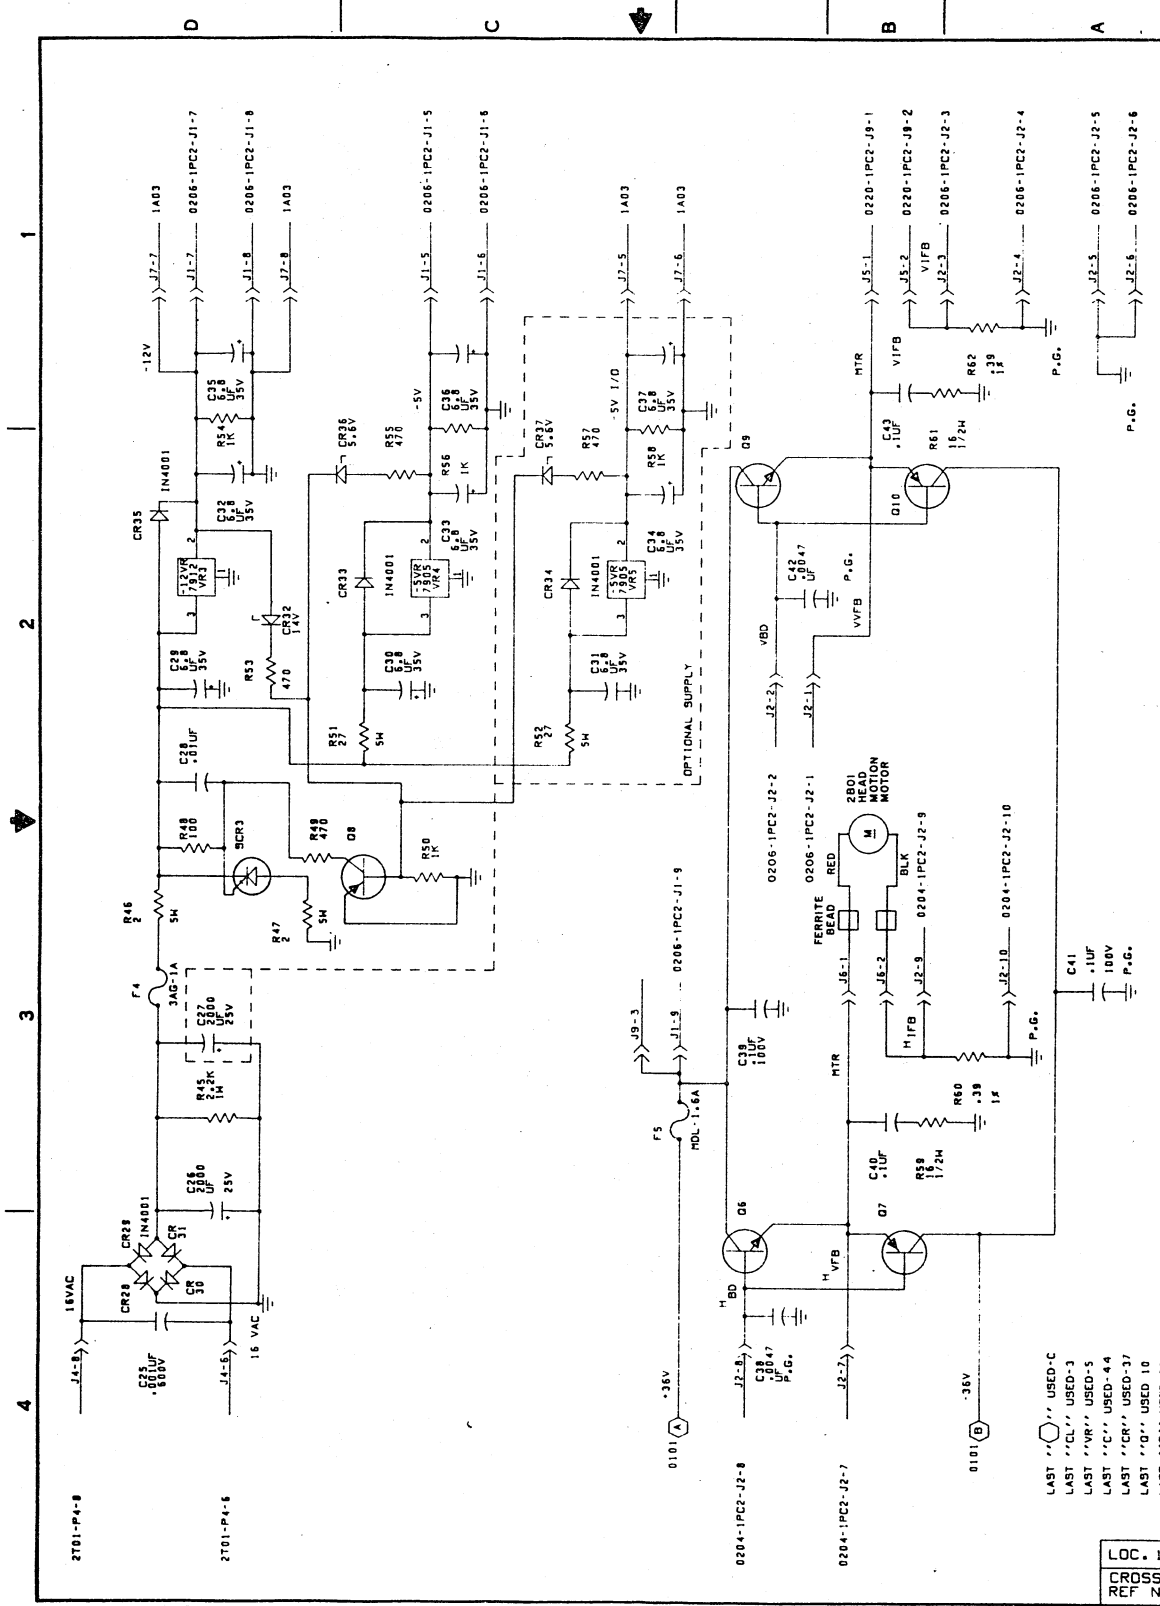 D
C
B
A
1
2
3
4
2T01-P4-8
J4-8
16VAC
C25
.001UF
600V
2T01-P4-6
J4-6
16 VAC
CR28
CR29
1N4001
CR
31
CR
30
C26
2000
UF
25V
R45
2.2K
1W
C27
2000
UF
25V
F4
3AG-1A
R46
2
5W
R47
2
5W
SCR3
R48
100
C28
.01UF
R49
470
Q8
R50
1K
C29
6.8
UF
35V
R53
470
CR32
14V
-12VR
7912
VR3
3
2
1
CR35
1N4001
C32
6.8
UF
35V
R54
1K
C35
6.8
UF
35V
-12V
J7-7
1A03
J1-7
0206-1PC2-J1-7
J1-8
0206-1PC2-J1-8
J7-8
1A03
R51
27
5W
C30
6.8
UF
35V
CR33
1N4001
-5VR
7905
VR4
3
2
1
C33
6.8
UF
35V
CR36
5.6V
R55
470
R56
1K
C36
6.8
UF
35V
-5V
J1-5
0206-1PC2-J1-5
J1-6
0206-1PC2-J1-6
R52
27
5W
C31
6.8
UF
35V
CR34
1N4001
-5VR
7905
VR5
3
2
1
C34
6.8
UF
35V
CR37
5.6V
R57
470
R58
1K
C37
6.8
UF
35V
-5V I/O
J7-5
1A03
J7-6
1A03
OPTIONAL SUPPLY
0101
A
+36V
F5
MDL-1.6A
J9-3
J1-9
0206-1PC2-J1-9
C39
.1UF
100V
0204-1PC2-J2-8
J2-8
C38
.0047
UF
P.G.
H
BD
Q6
0204-1PC2-J2-7
J2-7
H
VFB
Q7
C40
.1UF
R59
16
1/2W
MTR
J6-1
FERRITE
BEAD
RED
2B01
HEAD
MOTION
MOTOR
M
BLK
J6-2
H
IFB
J2-9
0204-1PC2-J2-9
R60
.39
1%
J2-10
0204-1PC2-J2-10
P.G.
0101
B
-36V
C41
.1UF
100V
P.G.
0206-1PC2-J2-2
J2-2
VBD
0206-1PC2-J2-1
J2-1
VVFB
C42
.0047
UF
P.G.
Q9
Q10
C43
.1UF
R61
16
1/2W
MTR
J5-1
0220-1PC2-J9-1
VIFB
J5-2
0220-1PC2-J9-2
VIFB
J2-3
0206-1PC2-J2-3
R62
.39
1%
J2-4
0206-1PC2-J2-4
P.G.
J2-5
0206-1PC2-J2-5
J2-6
0206-1PC2-J2-6
P.G.
LAST '' '' USED-C
LAST ''CL'' USED-3
LAST ''VR'' USED-5
LAST ''C'' USED-44
LAST ''CR'' USED-37
LAST ''Q'' USED 10
LOC.
CROSS
REF